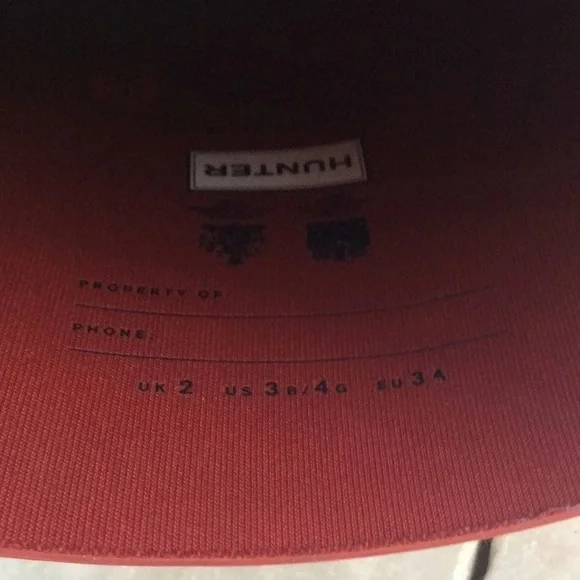 HUNTER
PROPERTY OF:
PHONE:
UK 2 US 3B/4G EU 34